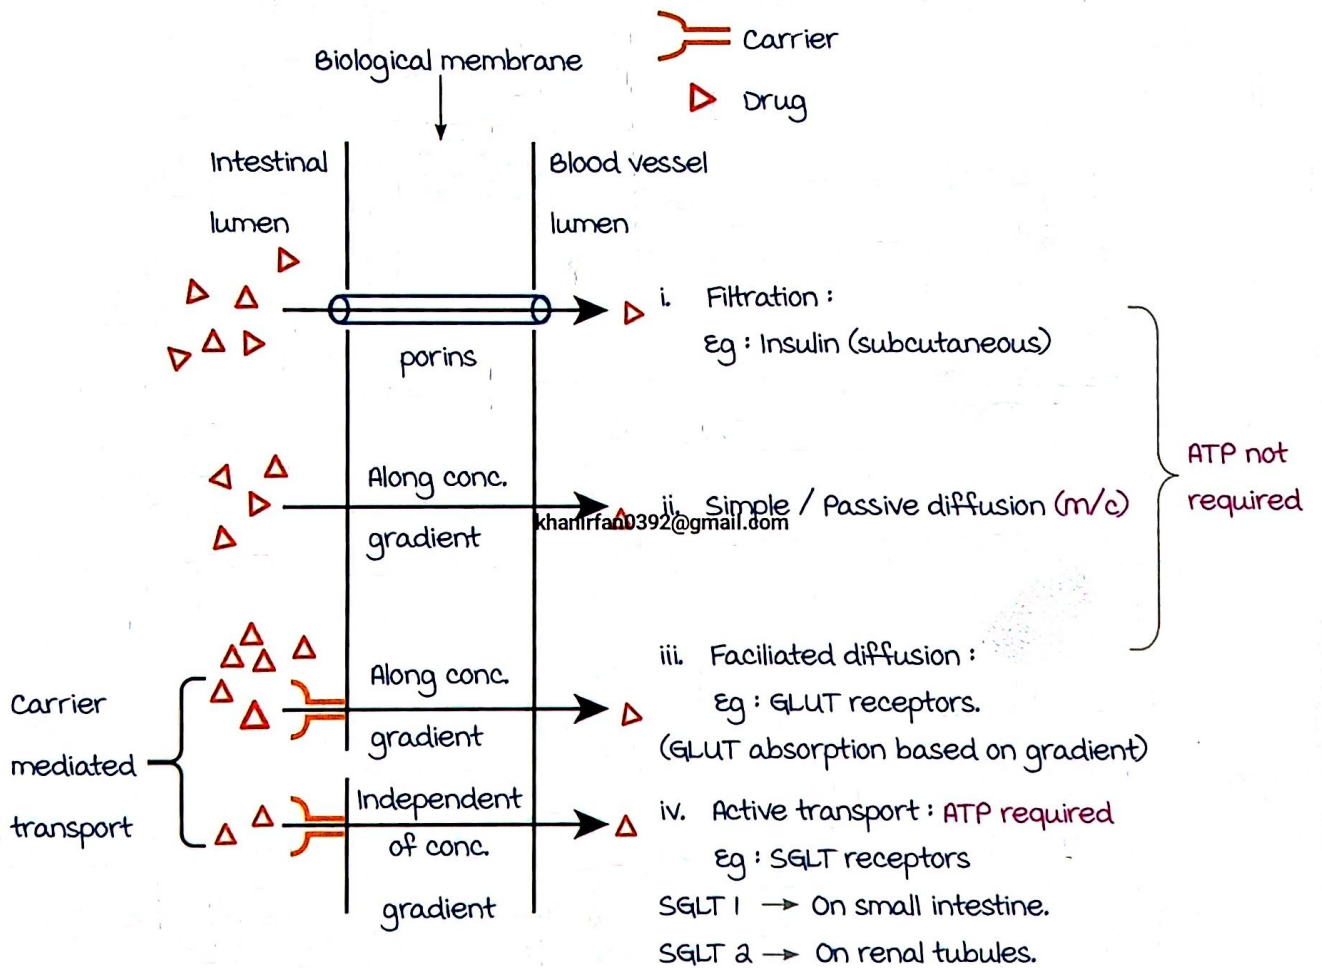 Carrier
Biological membrane
Drug
Intestinal
lumen
Blood vessel
lumen
i. Filtration :
Eg : Insulin (subcutaneous)
porins
ATP not
required
Along conc.
gradient
ii. Simple / Passive diffusion (m/c)
khanirfan0392@gmail.com
iii. Faciliated diffusion :
Eg : GLUT receptors.
(GLUT absorption based on gradient)
Along conc.
gradient
Carrier
mediated
transport
Independent
of conc.
gradient
iv. Active transport : ATP required
Eg : SGLT receptors
SGLT 1 → On small intestine.
SGLT 2 → On renal tubules.